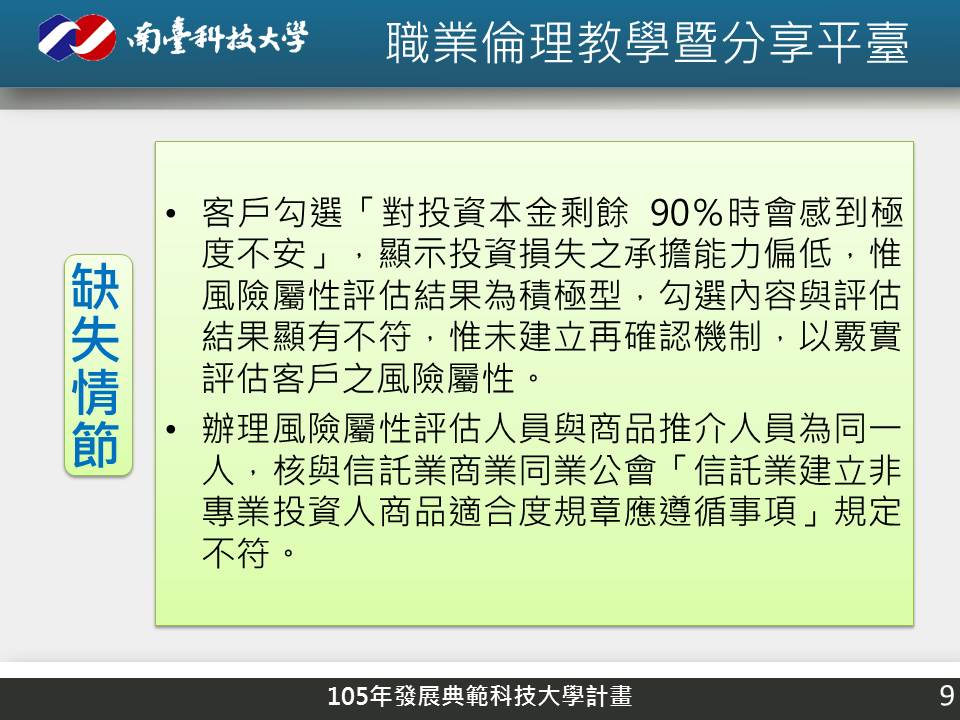 南臺科技大學
職業倫理教學暨分享平臺
缺失情節
• 客戶勾選「對投資本金剩餘 90%時會感到極
度不安」，顯示投資損失之承擔能力偏低，惟
風險屬性評估結果為積極型，勾選內容與評估
結果顯有不符，惟未建立再確認機制，以覈實
評估客戶之風險屬性。
• 辦理風險屬性評估人員與商品推介人員為同一
人，核與信託業商業同業公會「信託業建立非
專業投資人商品適合度規章應遵循事項」規定
不符。
105年發展典範科技大學計畫
9